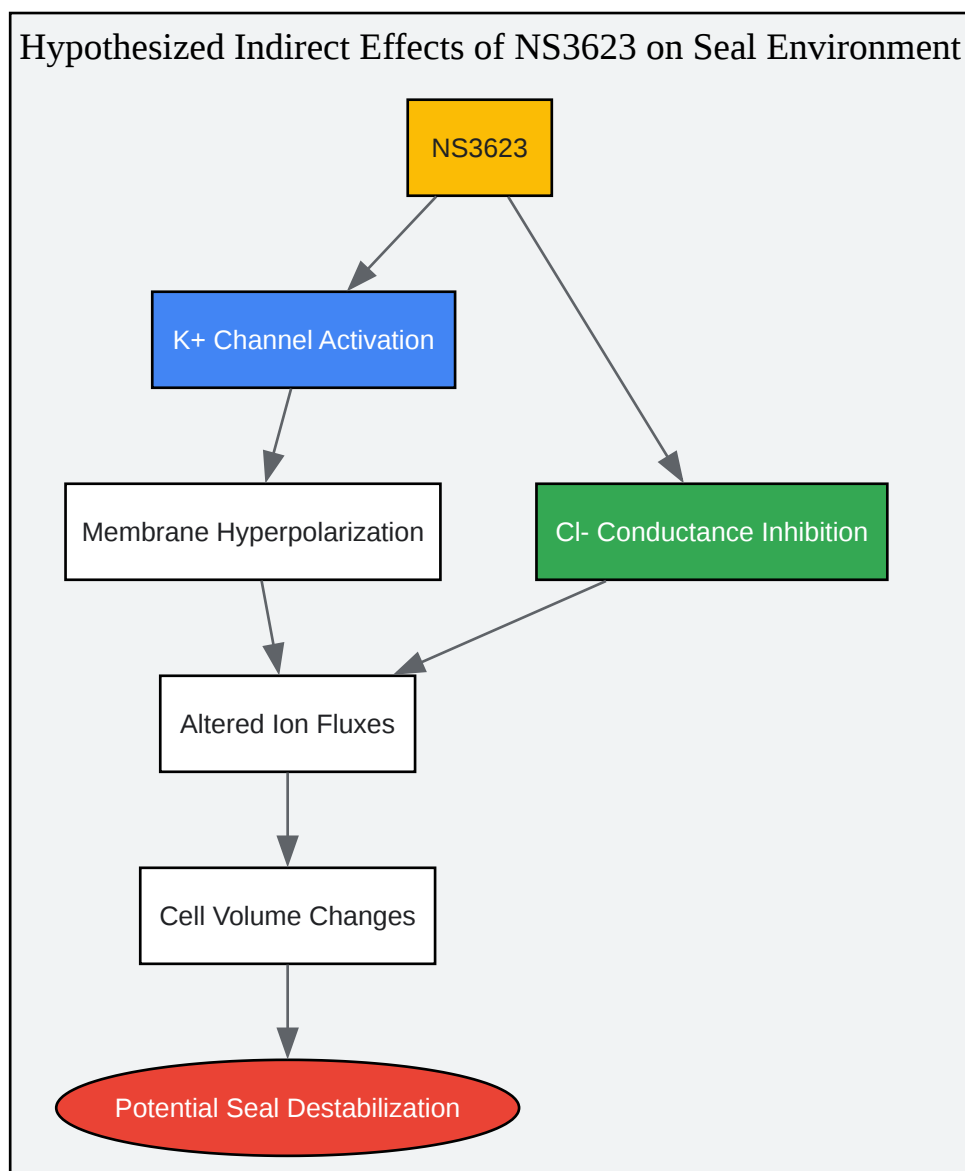 Hypothesized Indirect Effects of NS3623 on Seal Environment
NS3623
K+ Channel Activation
Membrane Hyperpolarization
Cl- Conductance Inhibition
Altered Ion Fluxes
Cell Volume Changes
Potential Seal Destabilization